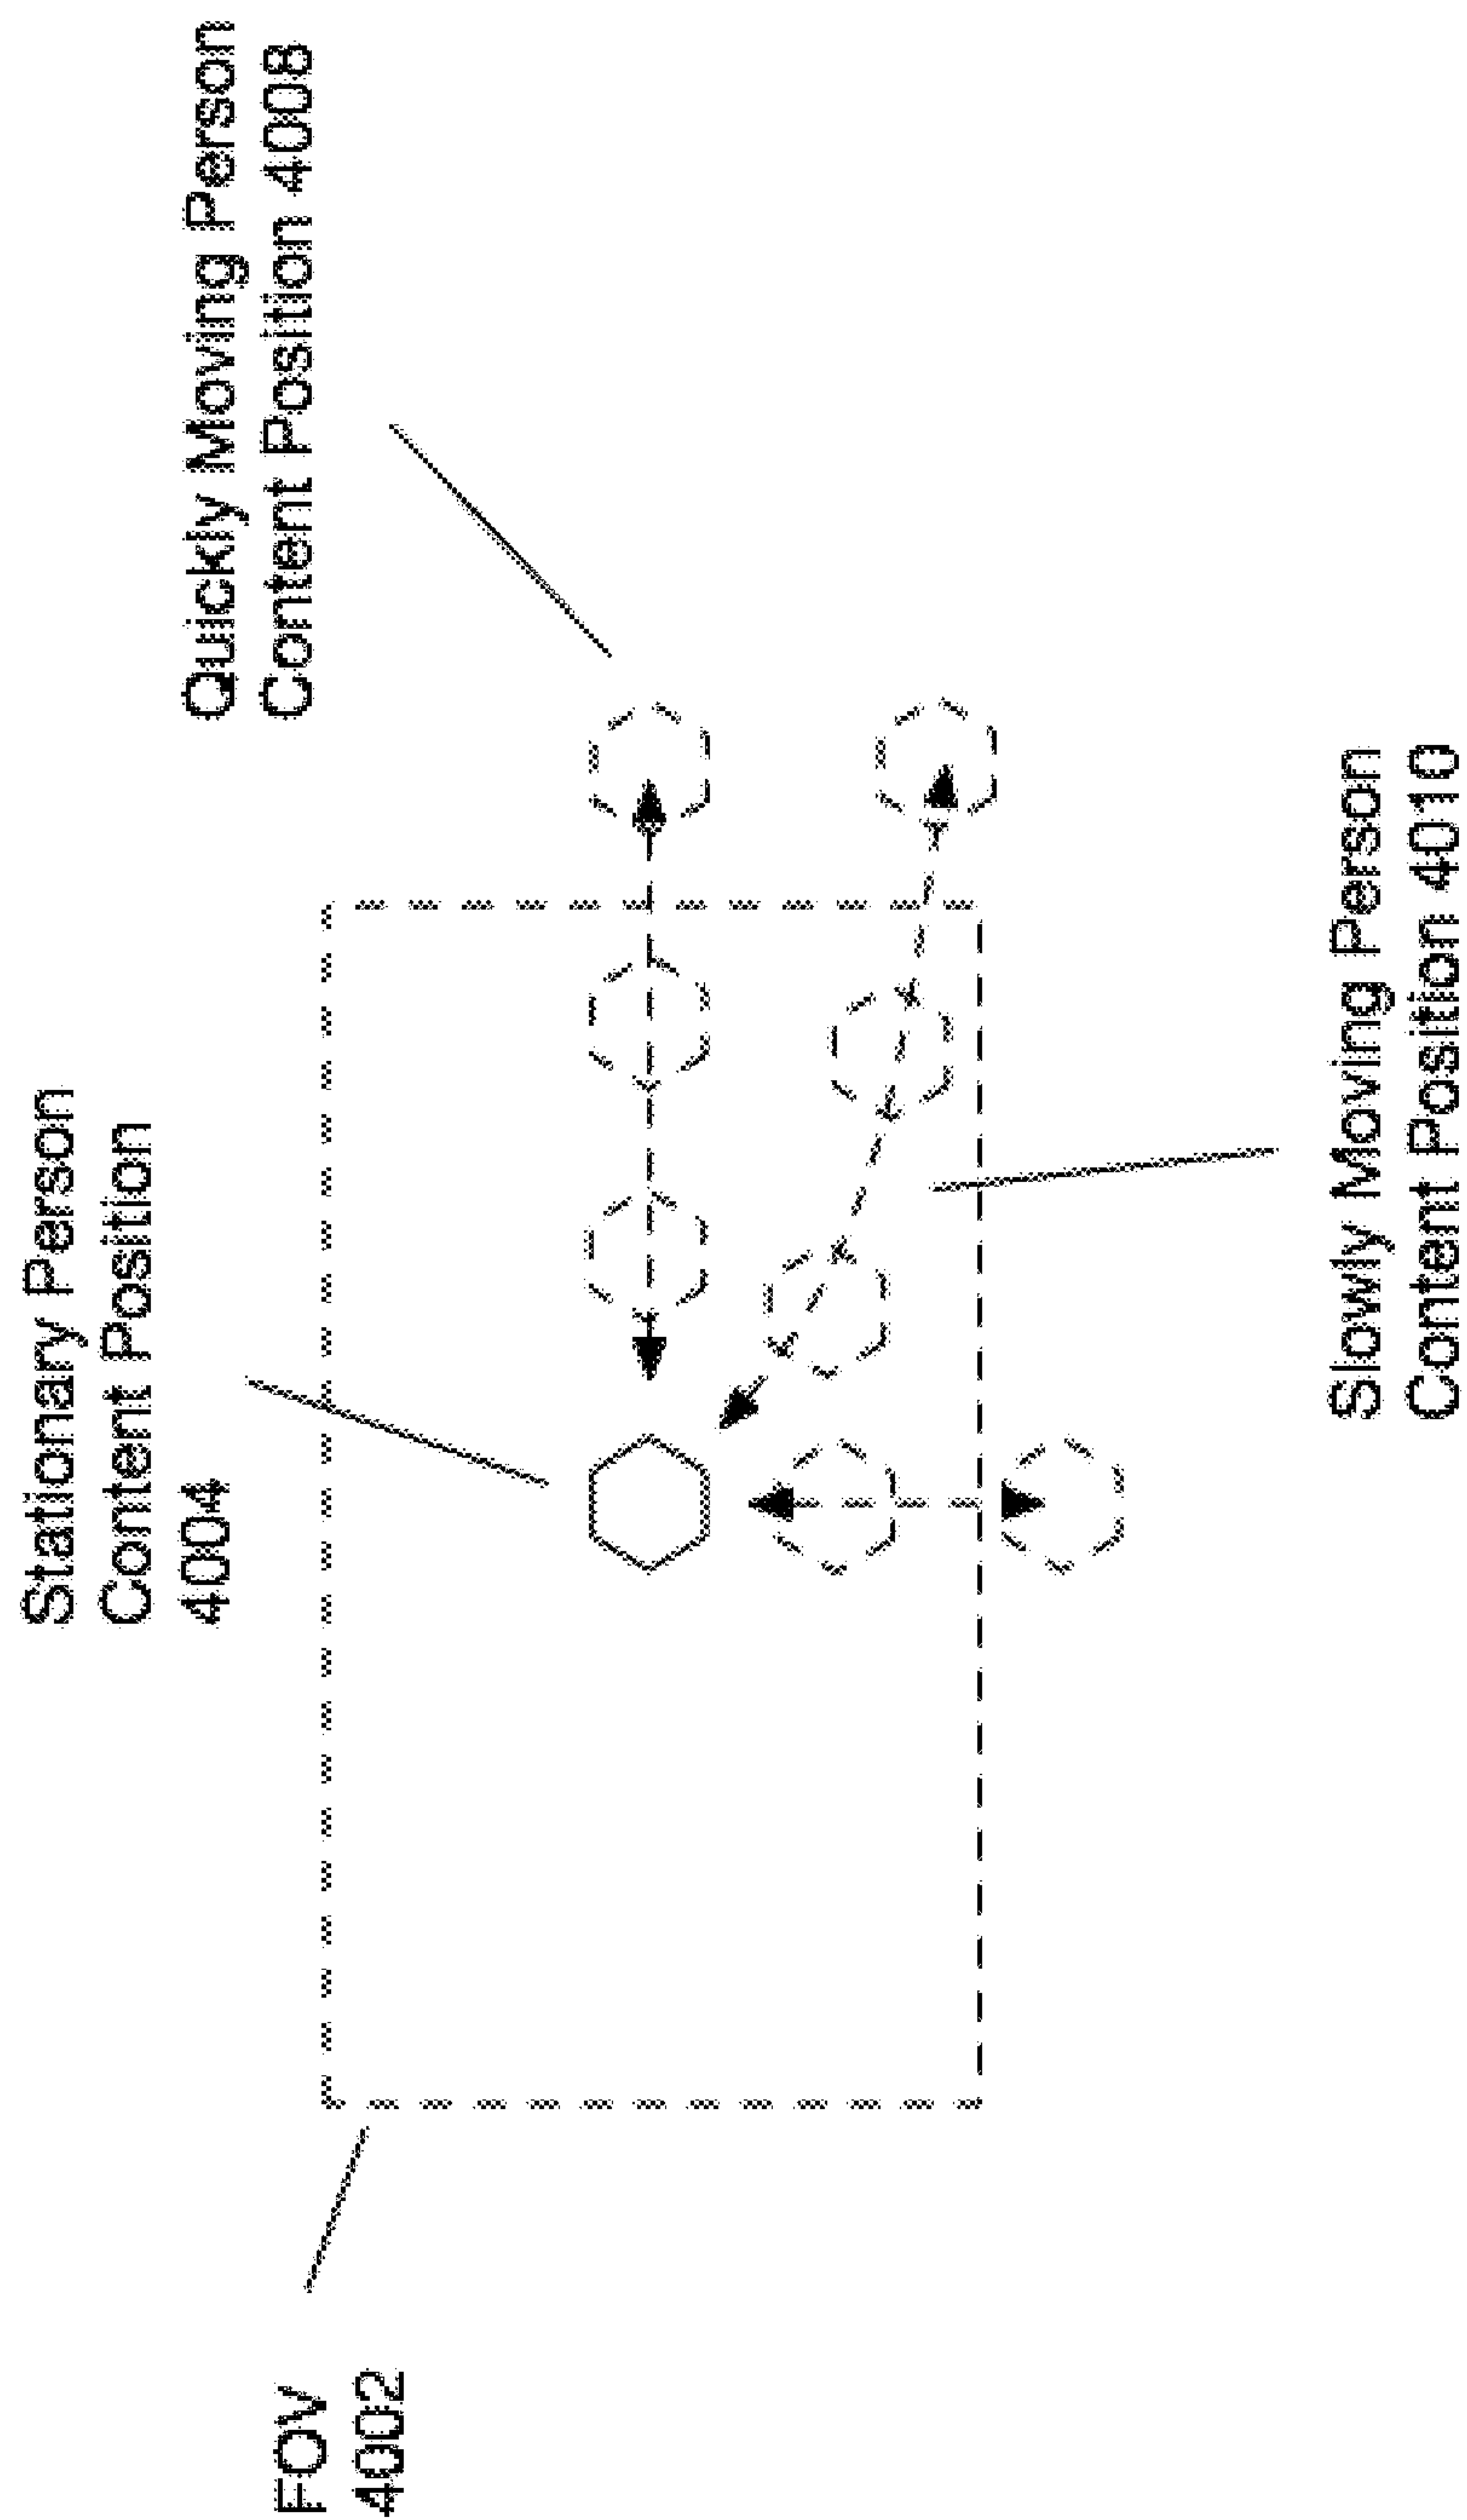 Stationary Person
Content Position
4004
Quickly Moving Person
Content Position 4008
FOV
4002
Slowly Moving Person
Content Position 4010